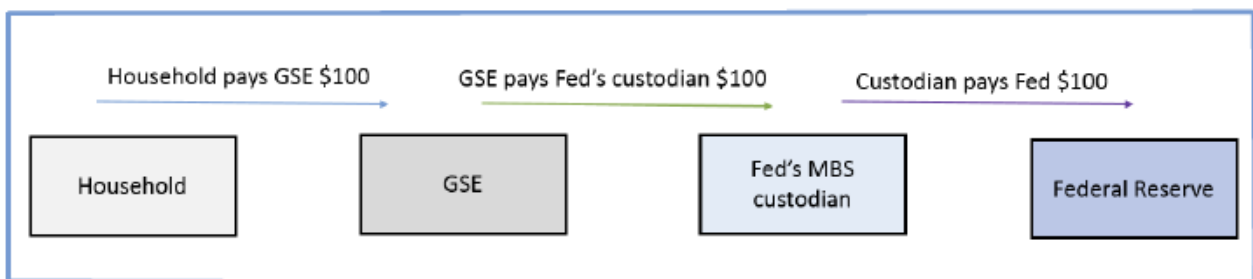 Household pays GSE $100
GSE pays Fed's custodian $100
Custodian pays Fed $100
Household
GSE
Fed's MBS
custodian
Federal Reserve